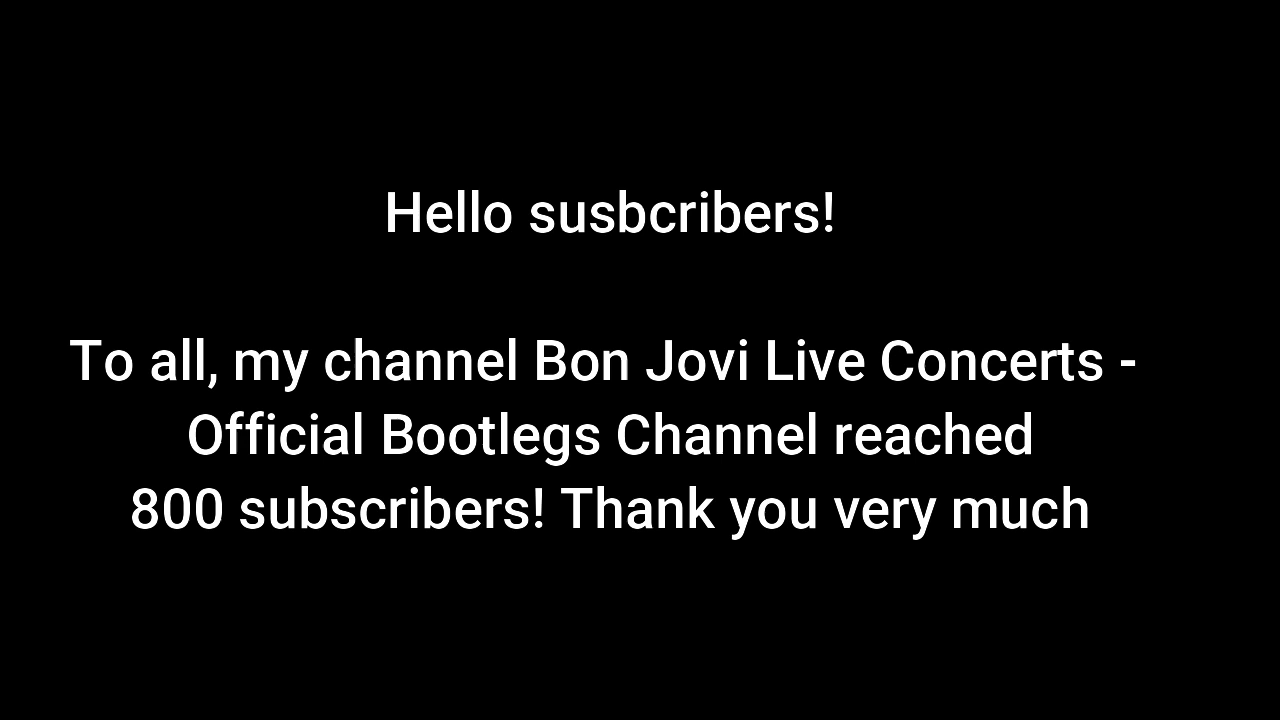 Hello susbcribers!
To all, my channel Bon Jovi Live Concerts -
Official Bootlegs Channel reached
800 subscribers! Thank you very much